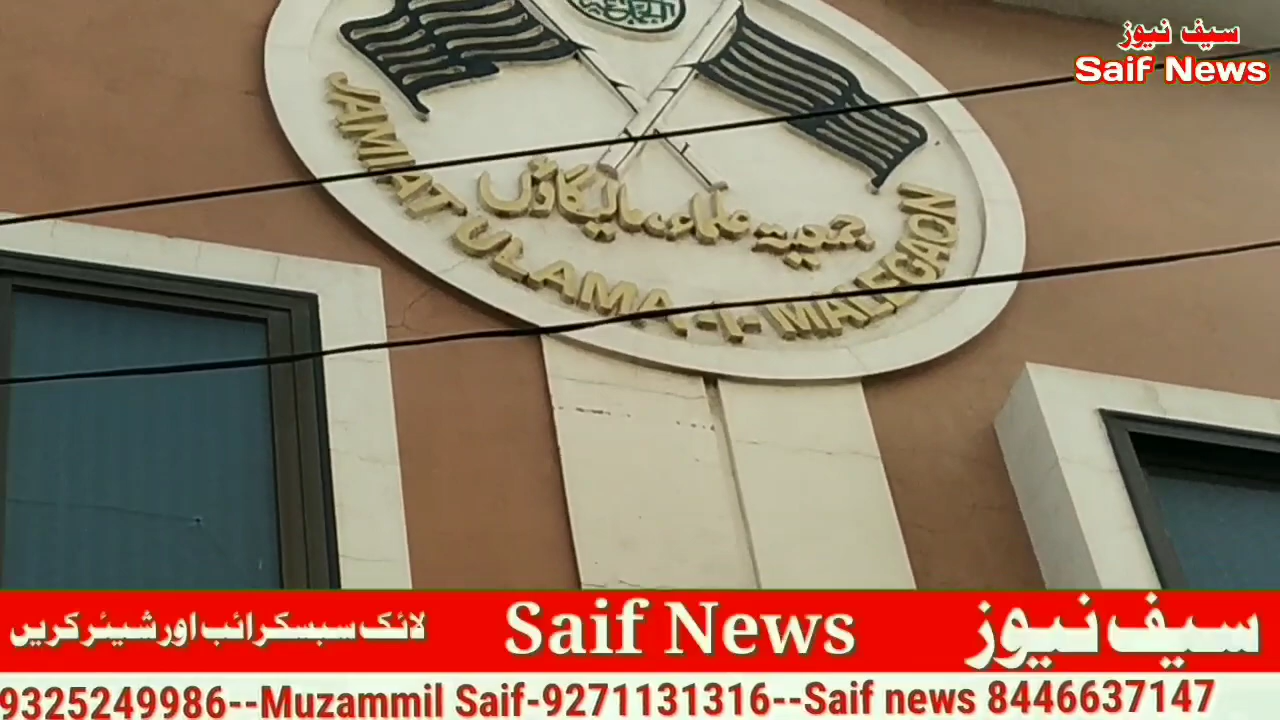 سیف نیوز
Saif News
جمعیۃ علماء مالیگاؤں
JAMIAT ULAMA-I- MALEGAON
لائک سبسکرائب اور شیئر کریں
Saif News
سیف نیوز
9325249986--Muzammil Saif-9271131316--Saif news 8446637147